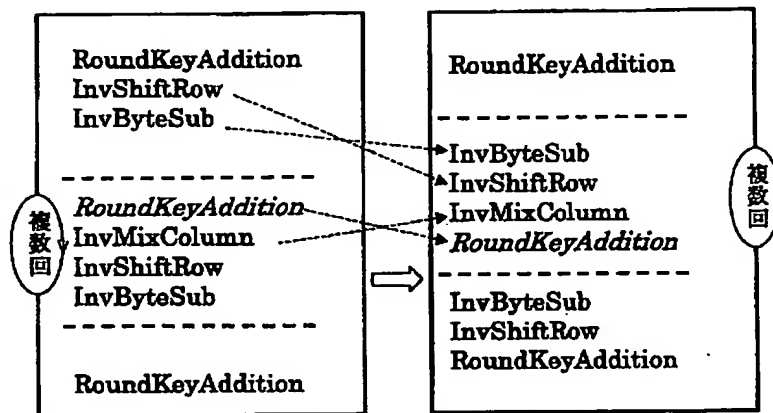 RoundKeyAddition
InvShiftRow
InvByteSub
複数回
RoundKeyAddition
InvMixColumn
InvShiftRow
InvByteSub
RoundKeyAddition
RoundKeyAddition
複数回
InvByteSub
InvShiftRow
InvMixColumn
RoundKeyAddition
InvByteSub
InvShiftRow
RoundKeyAddition